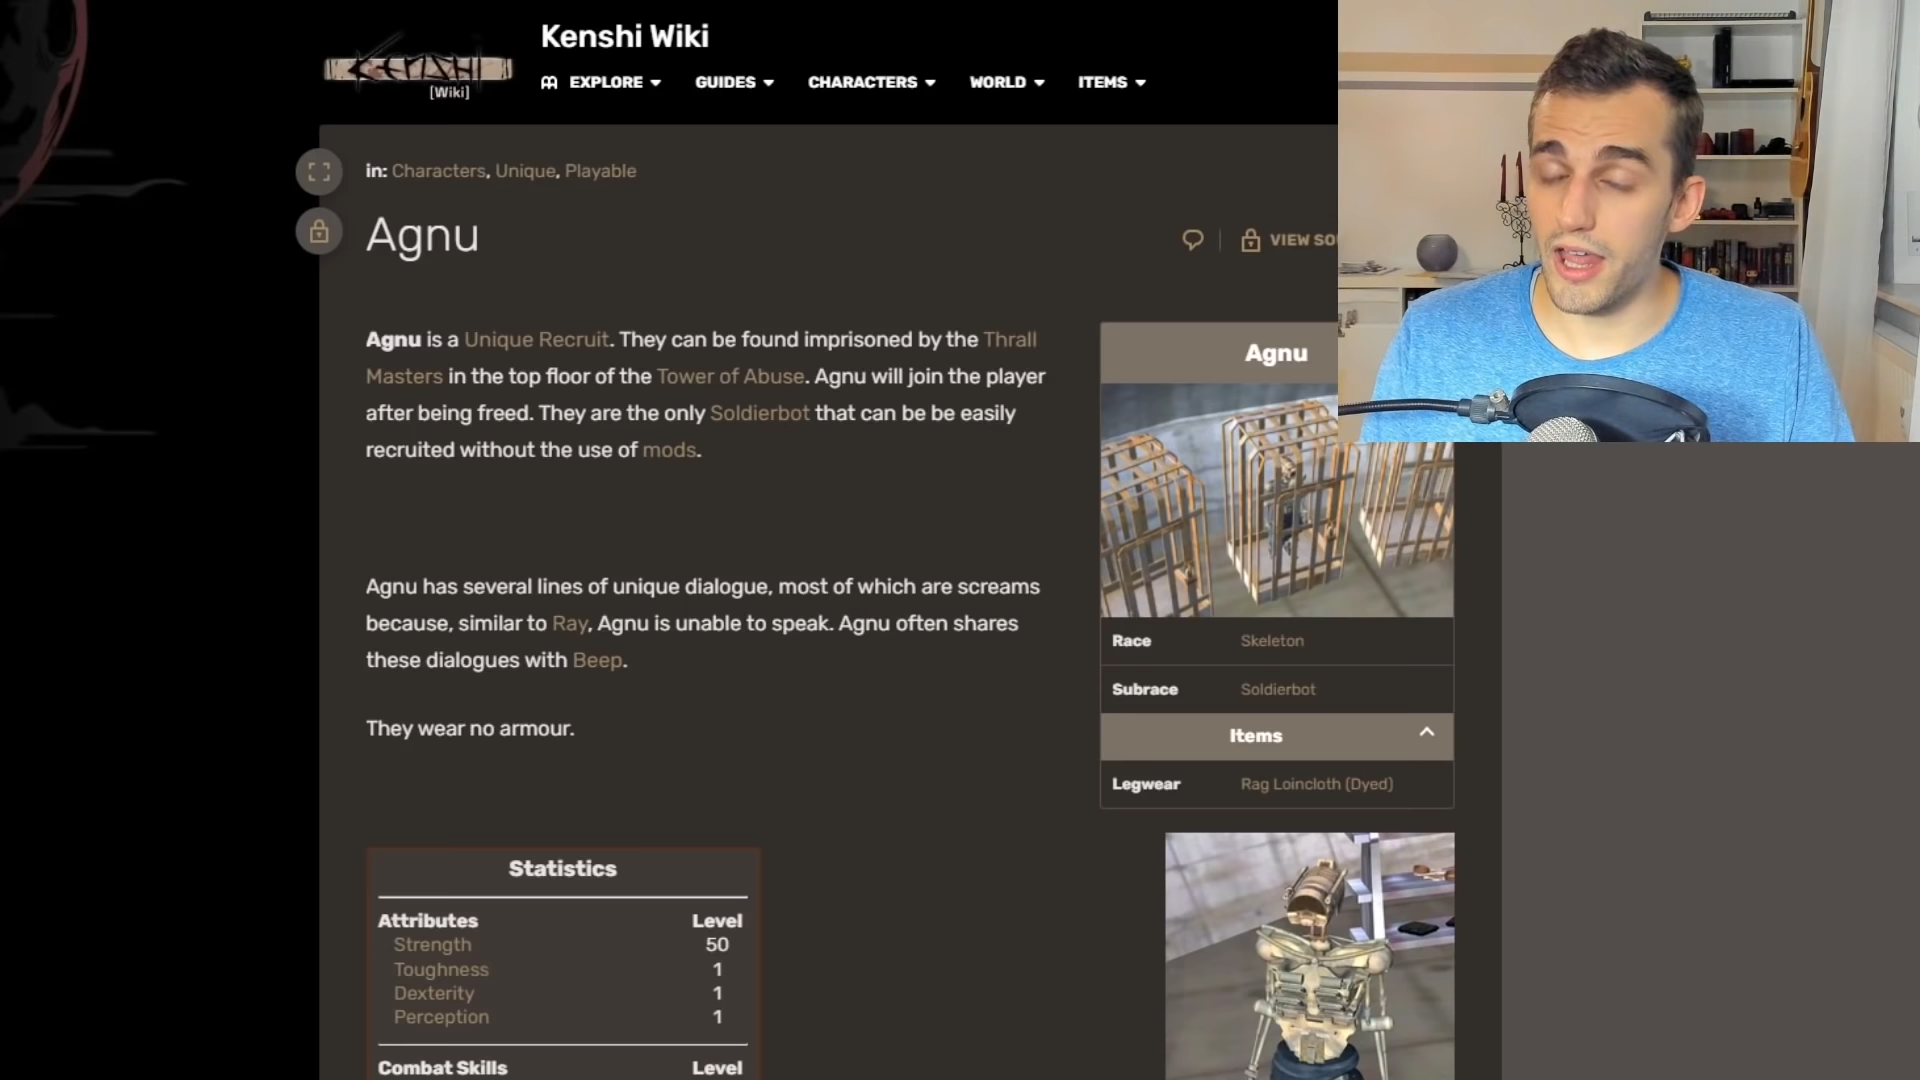 Kenshi Wiki
KENSHI
[Wiki]
EXPLORE
GUIDES
CHARACTERS
WORLD
ITEMS
in: Characters, Unique, Playable
Agnu
VIEW SO
Agnu is a Unique Recruit. They can be found imprisoned by the Thrall
Masters in the top floor of the Tower of Abuse. Agnu will join the player
after being freed. They are the only Soldierbot that can be be easily
recruited without the use of mods.
Agnu has several lines of unique dialogue, most of which are screams
because, similar to Ray, Agnu is unable to speak. Agnu often shares
these dialogues with Beep.
They wear no armour.
Agnu
Race Skeleton
Subrace Soldierbot
Items
Legwear Rag Loincloth (Dyed)
Statistics
Attributes Level
Strength 50
Toughness 1
Dexterity 1
Perception 1
Combat Skills Level